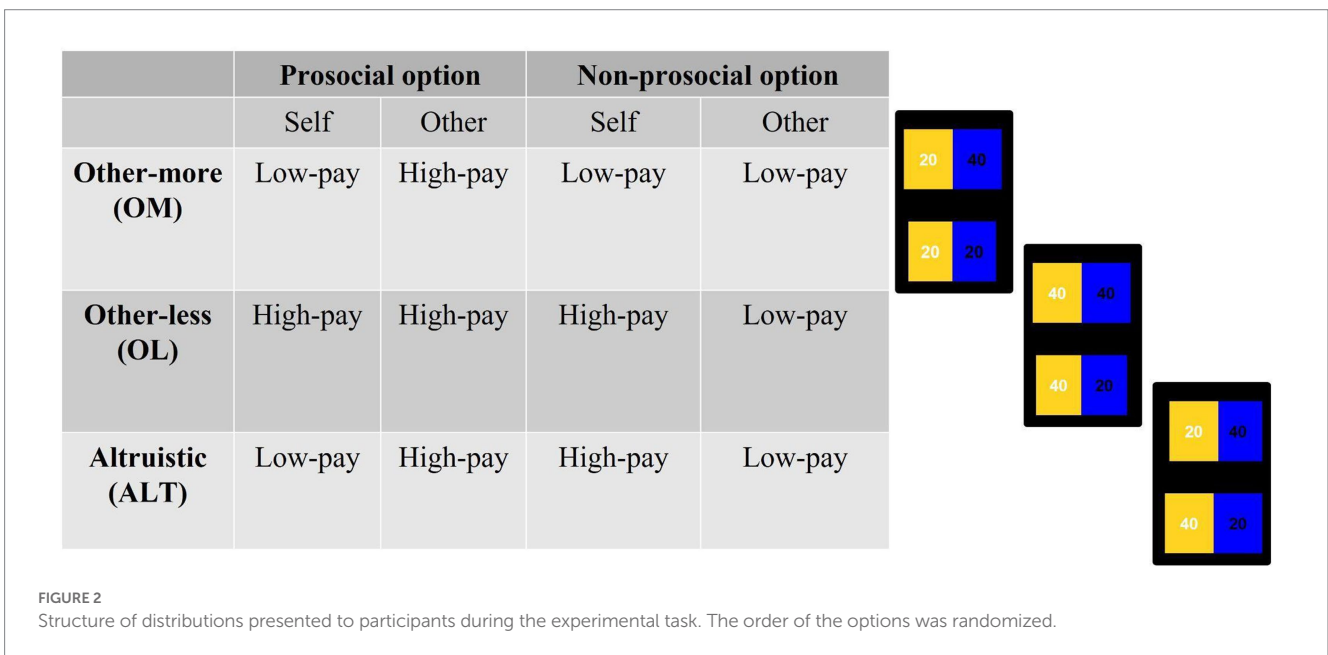 Prosocial option Non-prosocial option
Self Other Self Other
Other-more
(OM) Low-pay High-pay Low-pay Low-pay
Other-less
(OL) High-pay High-pay High-pay Low-pay
Altruistic
(ALT) Low-pay High-pay High-pay Low-pay
20 40
20 20
40 40
40 20
20 40
40 20
FIGURE 2
Structure of distributions presented to participants during the experimental task. The order of the options was randomized.